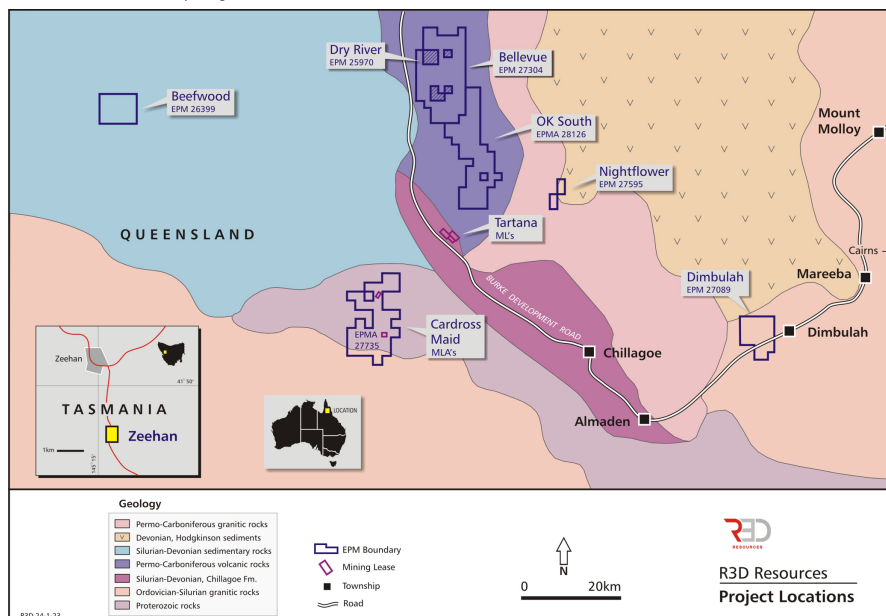 Dry River
EPM 25970
Bellevue
EPM 27304
Beefwood
EPM 26399
OK South
EPMA 28126
Mount
Molloy
Nightflower
EPM 27595
Tartana
ML's
QUEENSLAND
Cairns
Mareeba
Dimbulah
EPM 27089
BURKE DEVELOPMENT ROAD
Dimbulah
EPMA
27735
Cardross
Maid
MLA's
Chillagoe
Almaden
Zeehan
41° 50'
TASMANIA
Zeehan
1km
145° 15'
LOCATION
Geology
Permo-Carboniferous granitic rocks
Devonian, Hodgkinson sediments
Silurian-Devonian sedimentary rocks
Permo-Carboniferous volcanic rocks
Silurian-Devonian, Chillagoe Fm.
Ordovician-Silurian granitic rocks
Proterozoic rocks
EPM Boundary
Mining Lease
Township
Road
N
0 20km
R3D
RESOURCES
R3D Resources
Project Locations